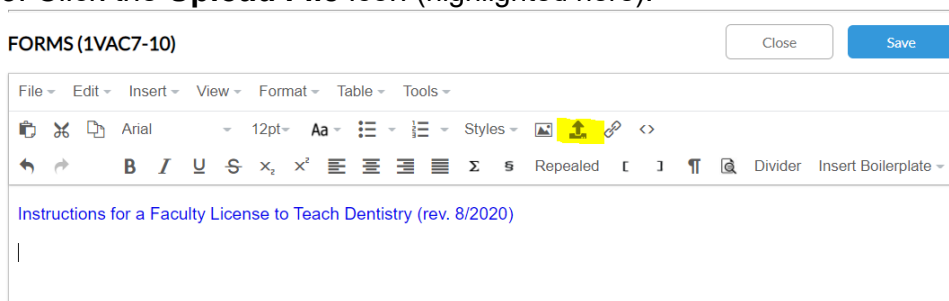 Click the Upload File icon (highlighted here).
FORMS (1VAC7-10) Close Save
File Edit Insert View Format Table Tools
Arial 12pt Aa Styles <>
B I U S X₂ X² Σ § Repealed [ ] ¶ Divider Insert Boilerplate
Instructions for a Faculty License to Teach Dentistry (rev. 8/2020)